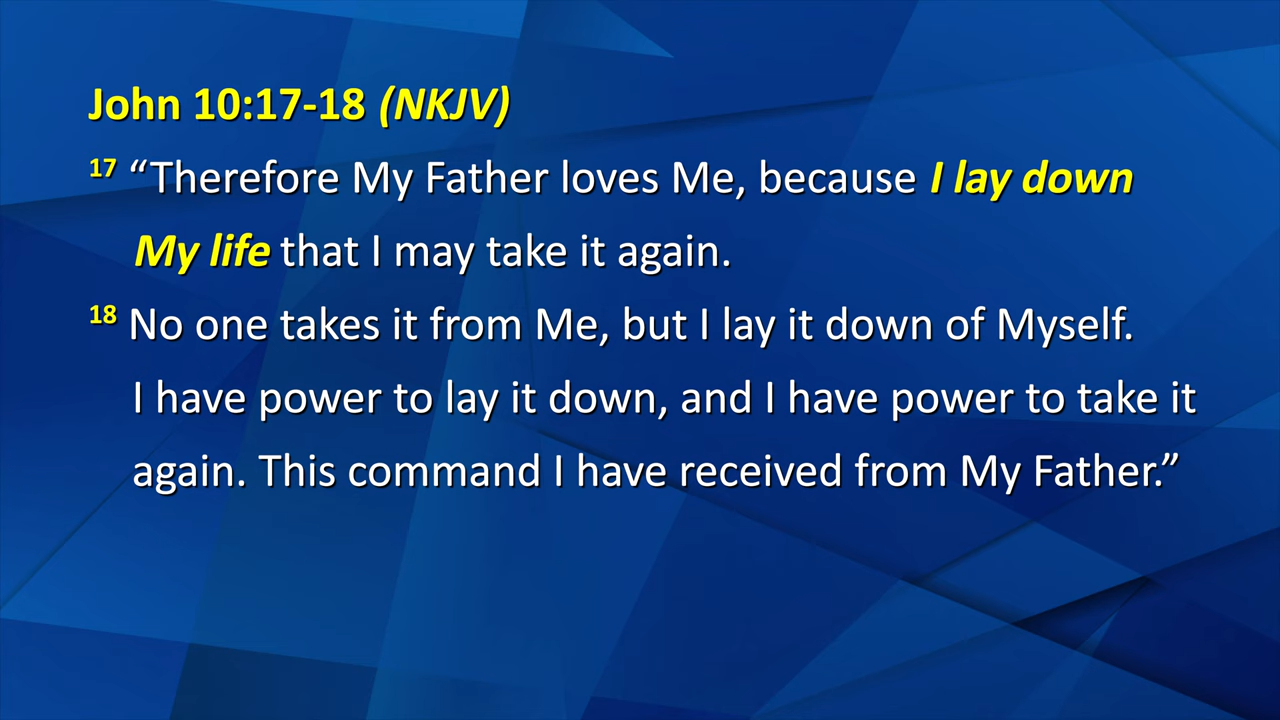 John 10:17-18 (NKJV)
17 “Therefore My Father loves Me, because I lay down
My life that I may take it again.
18 No one takes it from Me, but I lay it down of Myself.
I have power to lay it down, and I have power to take it
again. This command I have received from My Father.”